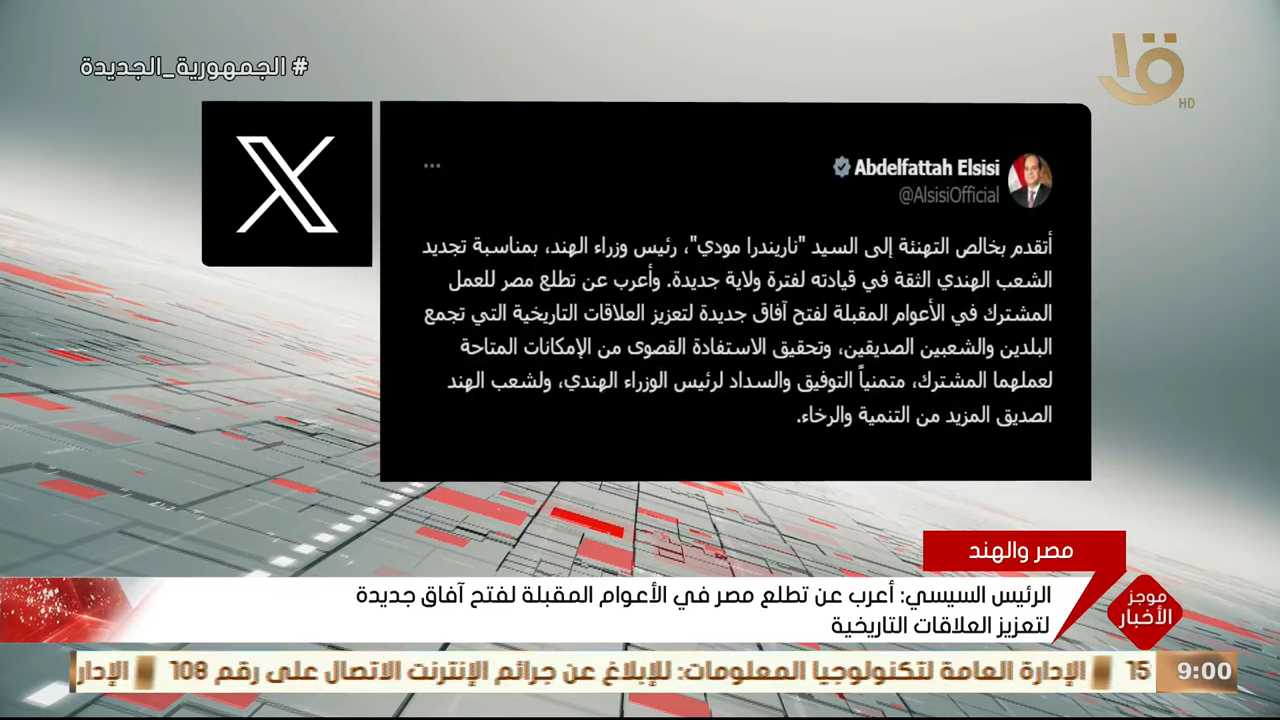 # الجمهورية_الجديدة
ق١
HD
X
Abdelfattah Elsisi
@AlsisiOfficial
أتقدم بخالص التهنئة إلى السيد "ناريندرا مودي"، رئيس وزراء الهند، بمناسبة تجديد
الشعب الهندي الثقة في قيادته لفترة ولاية جديدة. وأعرب عن تطلع مصر للعمل
المشترك في الأعوام المقبلة لفتح آفاق جديدة لتعزيز العلاقات التاريخية التي تجمع
البلدين والشعبين الصديقين، وتحقيق الاستفادة القصوى من الإمكانات المتاحة
لعملهما المشترك، متمنياً التوفيق والسداد لرئيس الوزراء الهندي، ولشعب الهند
الصديق المزيد من التنمية والرخاء.
مصر والهند
موجز
الأخبار
الرئيس السيسي: أعرب عن تطلع مصر في الأعوام المقبلة لفتح آفاق جديدة
لتعزيز العلاقات التاريخية
9:00
15 الإدارة العامة لتكنولوجيا المعلومات: للإبلاغ عن جرائم الإنترنت الاتصال على رقم 108 الإدار